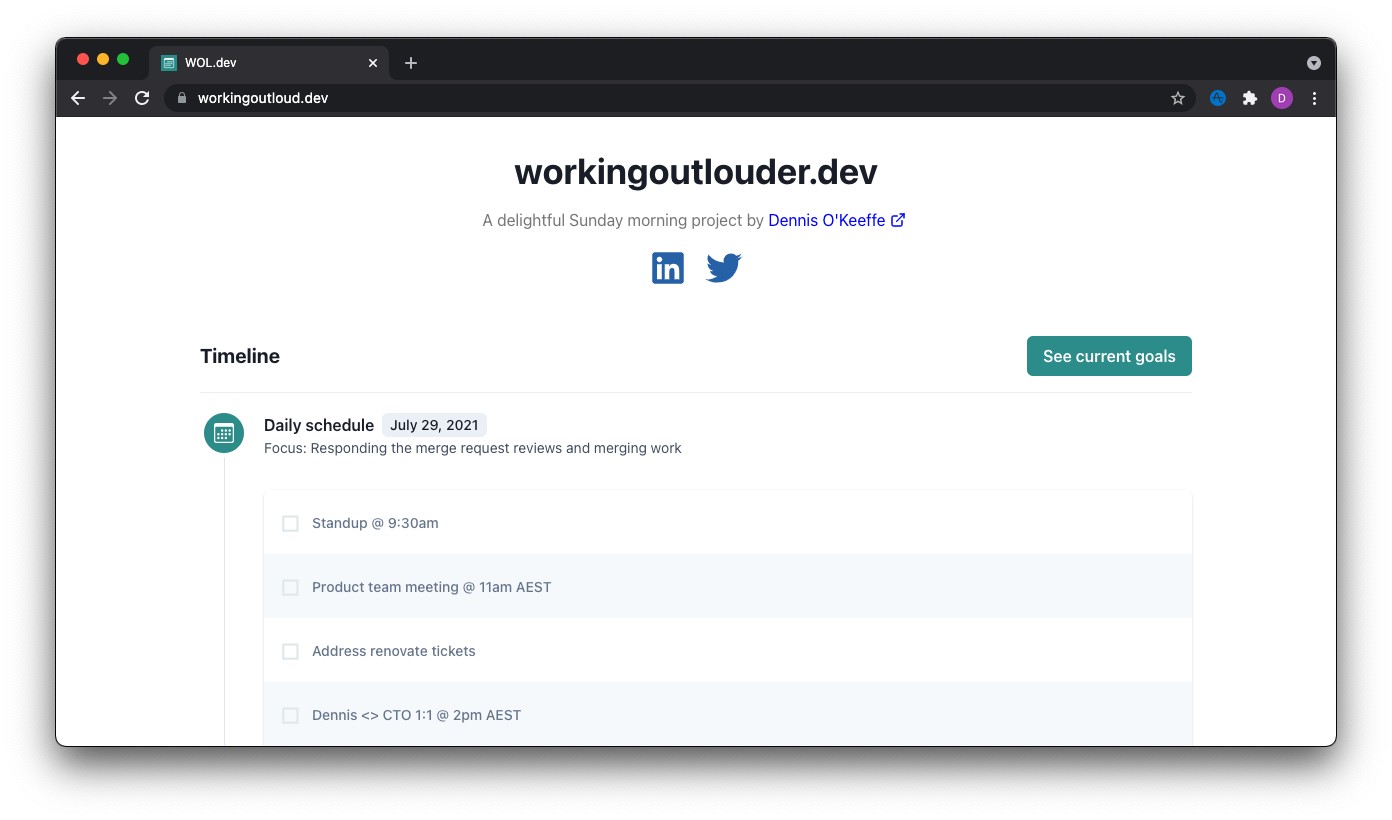 WOL.dev
workingoutloud.dev
D
workingoutlouder.dev
A delightful Sunday morning project by Dennis O'Keeffe
in
Timeline
See current goals
Daily schedule July 29, 2021
Focus: Responding the merge request reviews and merging work
Standup @ 9:30am
Product team meeting @ 11am AEST
Address renovate tickets
Dennis <> CTO 1:1 @ 2pm AEST